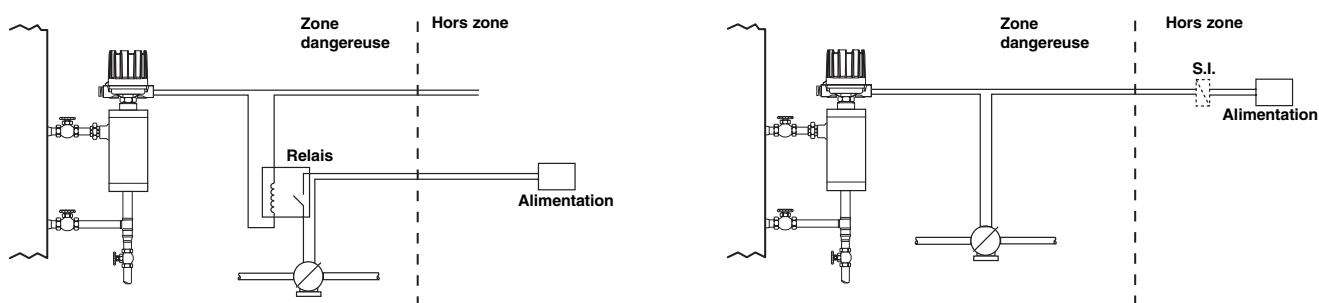 Zone
dangereuse
Hors zone
Relais
Alimentation
Zone
dangereuse
Hors zone
S.I.
Alimentation